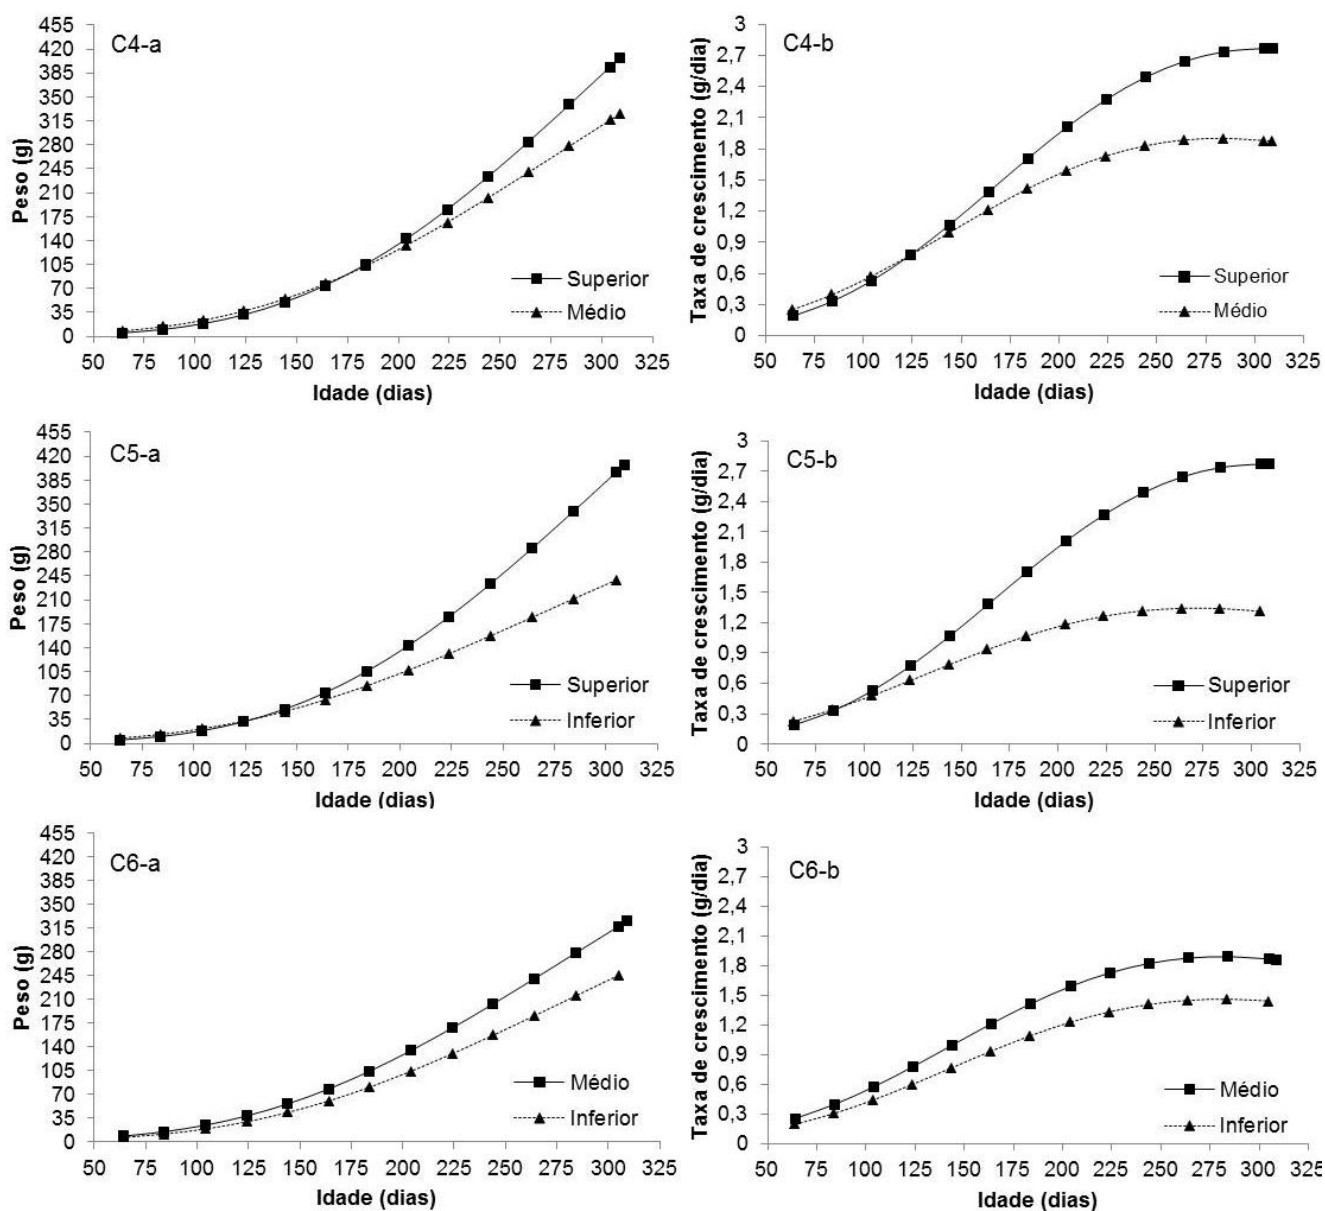 C4-a
Peso (g)
455
420
385
350
315
280
245
210
175
140
105
70
35
0
Superior
Médio
50 75 100 125 150 175 200 225 250 275 300 325
Idade (dias)
C4-b
Taxa de crescimento (g/dia)
3
2,7
2,4
2,1
1,8
1,5
1,2
0,9
0,6
0,3
0
Superior
Médio
50 75 100 125 150 175 200 225 250 275 300 325
Idade (dias)
C5-a
Peso (g)
455
420
385
350
315
280
245
210
175
140
105
70
35
0
Superior
Inferior
50 75 100 125 150 175 200 225 250 275 300 325
Idade (dias)
C5-b
Taxa de crescimento (g/dia)
3
2,7
2,4
2,1
1,8
1,5
1,2
0,9
0,6
0,3
0
Superior
Inferior
50 75 100 125 150 175 200 225 250 275 300 325
Idade (dias)
C6-a
Peso (g)
455
420
385
350
315
280
245
210
175
140
105
70
35
0
Médio
Inferior
50 75 100 125 150 175 200 225 250 275 300 325
Idade (dias)
C6-b
Taxa de crescimento (g/dia)
3
2,7
2,4
2,1
1,8
1,5
1,2
0,9
0,6
0,3
0
Médio
Inferior
50 75 100 125 150 175 200 225 250 275 300 325
Idade (dias)